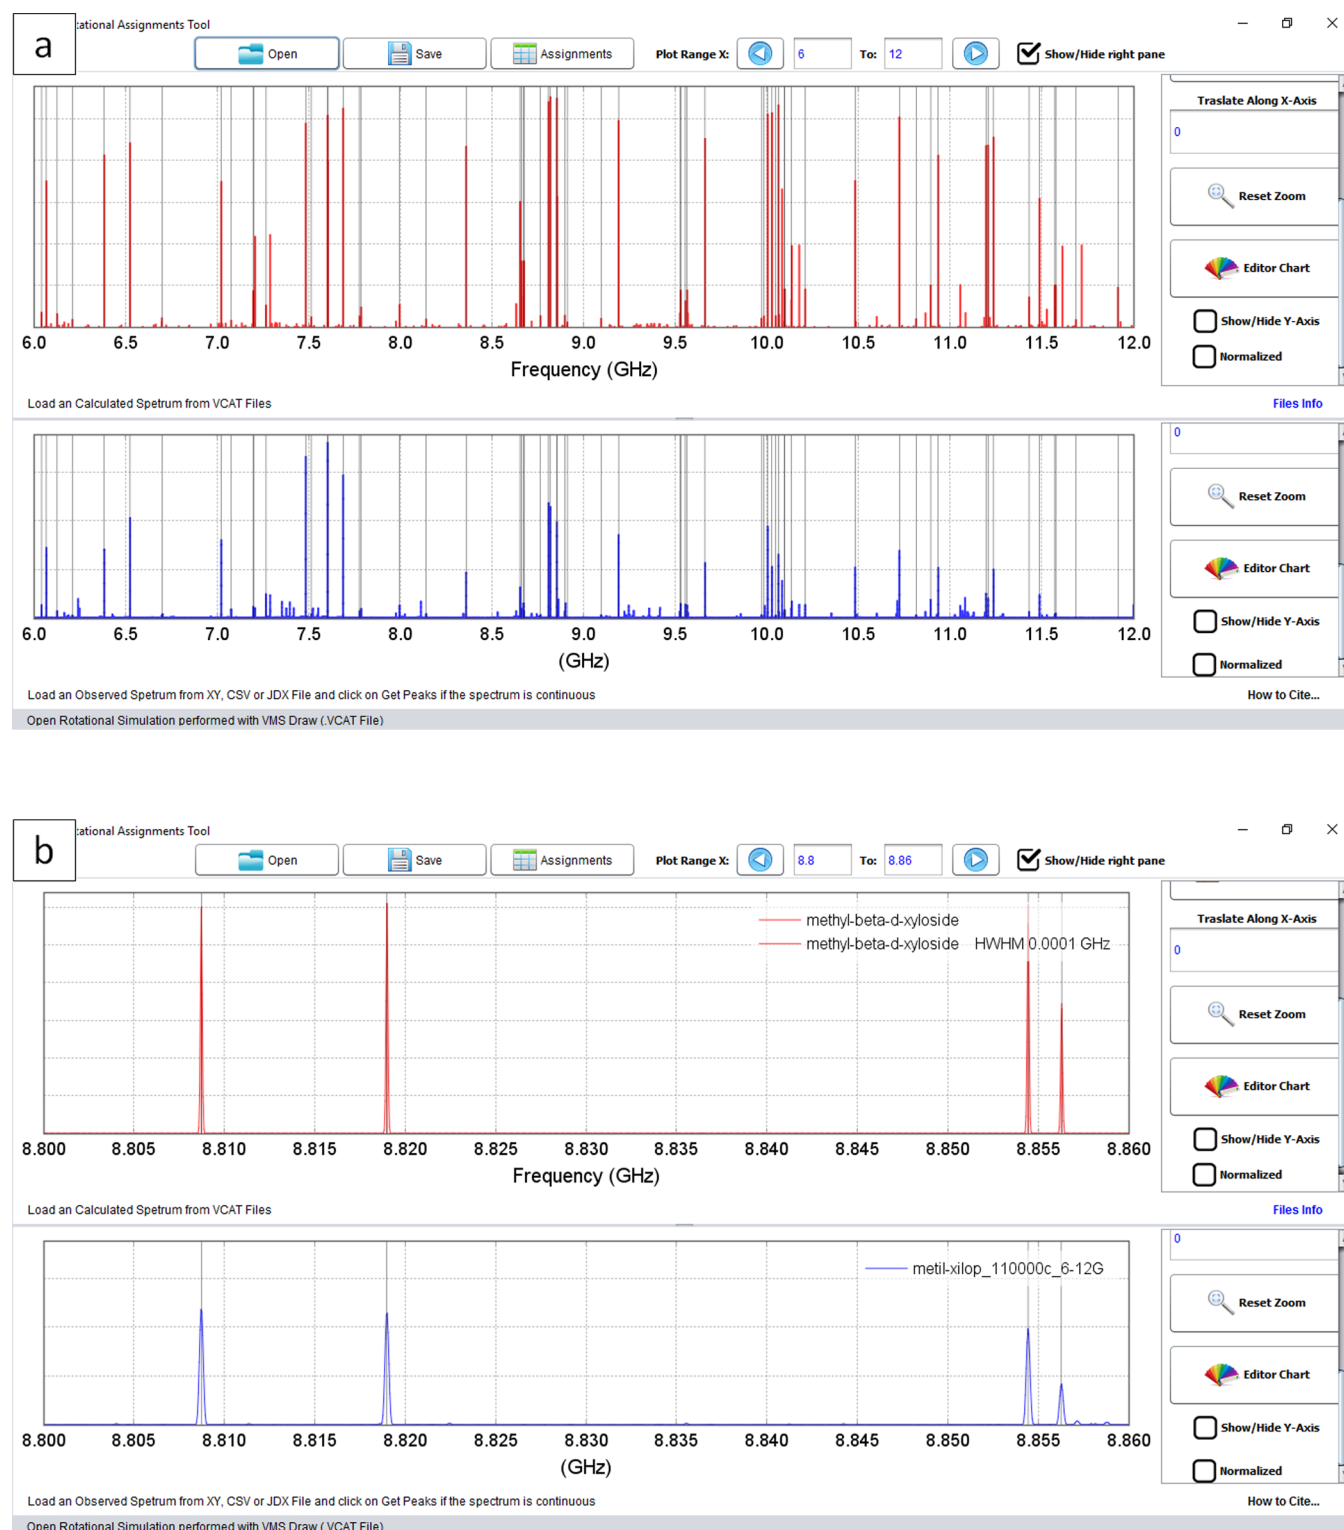 a
tational Assignments Tool
Open
Save
Assignments
Plot Range X:
6
To:
12
Show/Hide right pane
Traslate Along X-Axis
0
Reset Zoom
Editor Chart
Show/Hide Y-Axis
Normalized
6.0 6.5 7.0 7.5 8.0 8.5 9.0 9.5 10.0 10.5 11.0 11.5 12.0
Frequency (GHz)
Load an Calculated Spetrum from VCAT Files
Files Info
0
Reset Zoom
Editor Chart
Show/Hide Y-Axis
Normalized
6.0 6.5 7.0 7.5 8.0 8.5 9.0 9.5 10.0 10.5 11.0 11.5 12.0
(GHz)
Load an Observed Spetrum from XY, CSV or JDX File and click on Get Peaks if the spectrum is continuous
How to Cite...
Open Rotational Simulation performed with VMS Draw (.VCAT File)
b
tational Assignments Tool
Open
Save
Assignments
Plot Range X:
8.8
To:
8.86
Show/Hide right pane
methyl-beta-d-xyloside
methyl-beta-d-xyloside HWHM 0.0001 GHz
Traslate Along X-Axis
0
Reset Zoom
Editor Chart
Show/Hide Y-Axis
Normalized
8.800 8.805 8.810 8.815 8.820 8.825 8.830 8.835 8.840 8.845 8.850 8.855 8.860
Frequency (GHz)
Load an Calculated Spetrum from VCAT Files
Files Info
metil-xilop_110000c_6-12G
0
Reset Zoom
Editor Chart
Show/Hide Y-Axis
Normalized
8.800 8.805 8.810 8.815 8.820 8.825 8.830 8.835 8.840 8.845 8.850 8.855 8.860
(GHz)
Load an Observed Spetrum from XY, CSV or JDX File and click on Get Peaks if the spectrum is continuous
How to Cite...
Open Rotational Simulation performed with VMS Draw (.VCAT File)